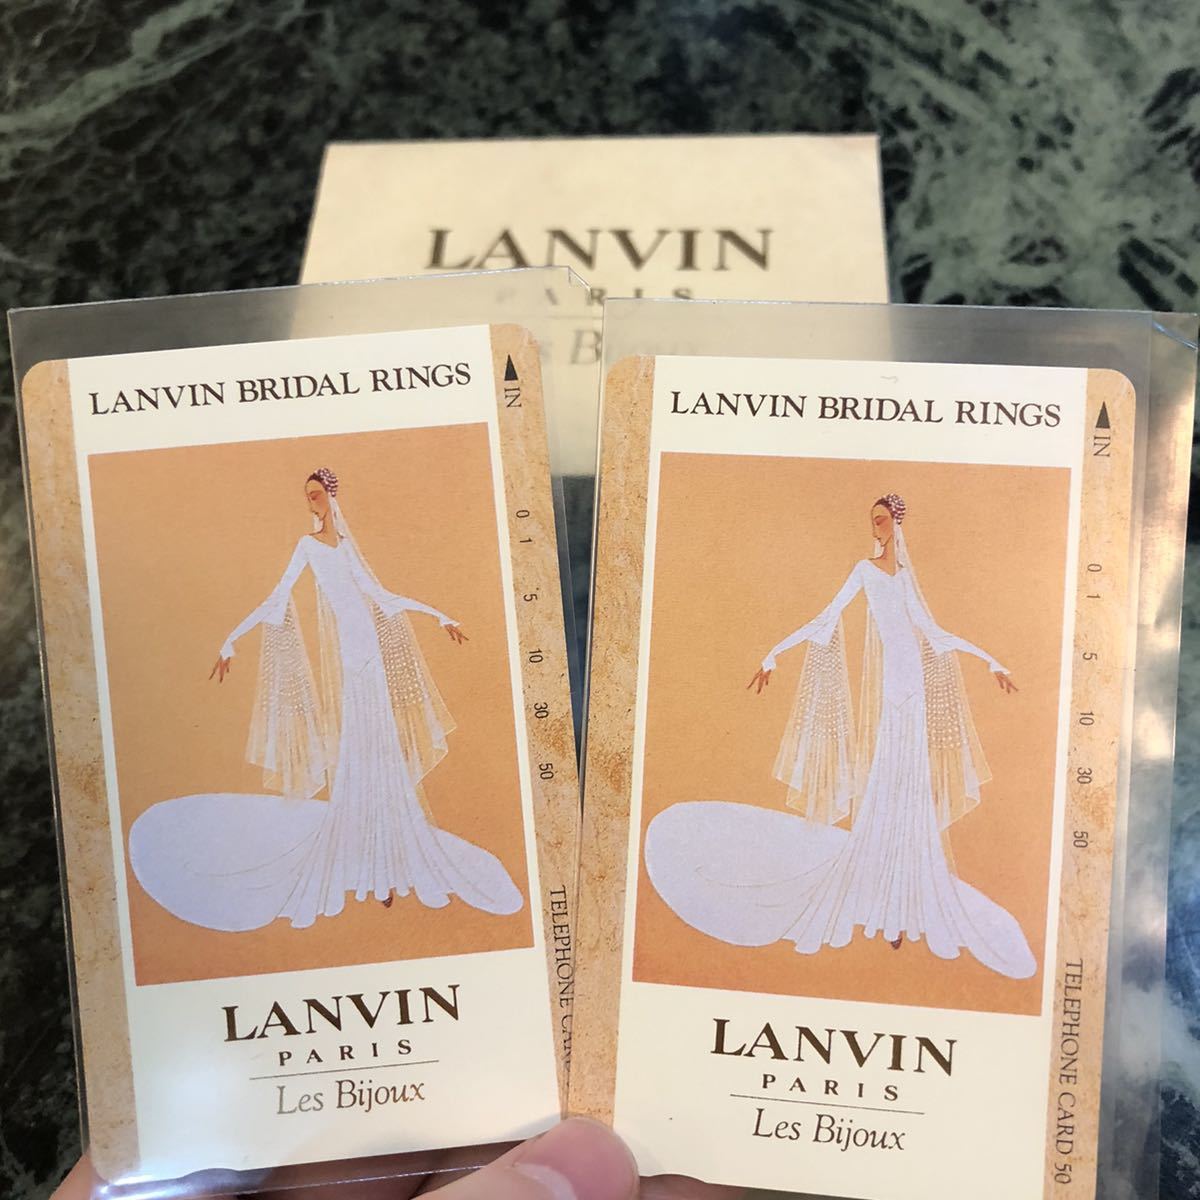 LANVIN
PARIS
LANVIN BRIDAL RINGS
IN
0
1
5
10
30
50
TELEPHONE CARD
LANVIN
PARIS
Les Bijoux
LANVIN BRIDAL RINGS
IN
0
1
5
10
30
50
TELEPHONE CARD 50
LANVIN
PARIS
Les Bijoux